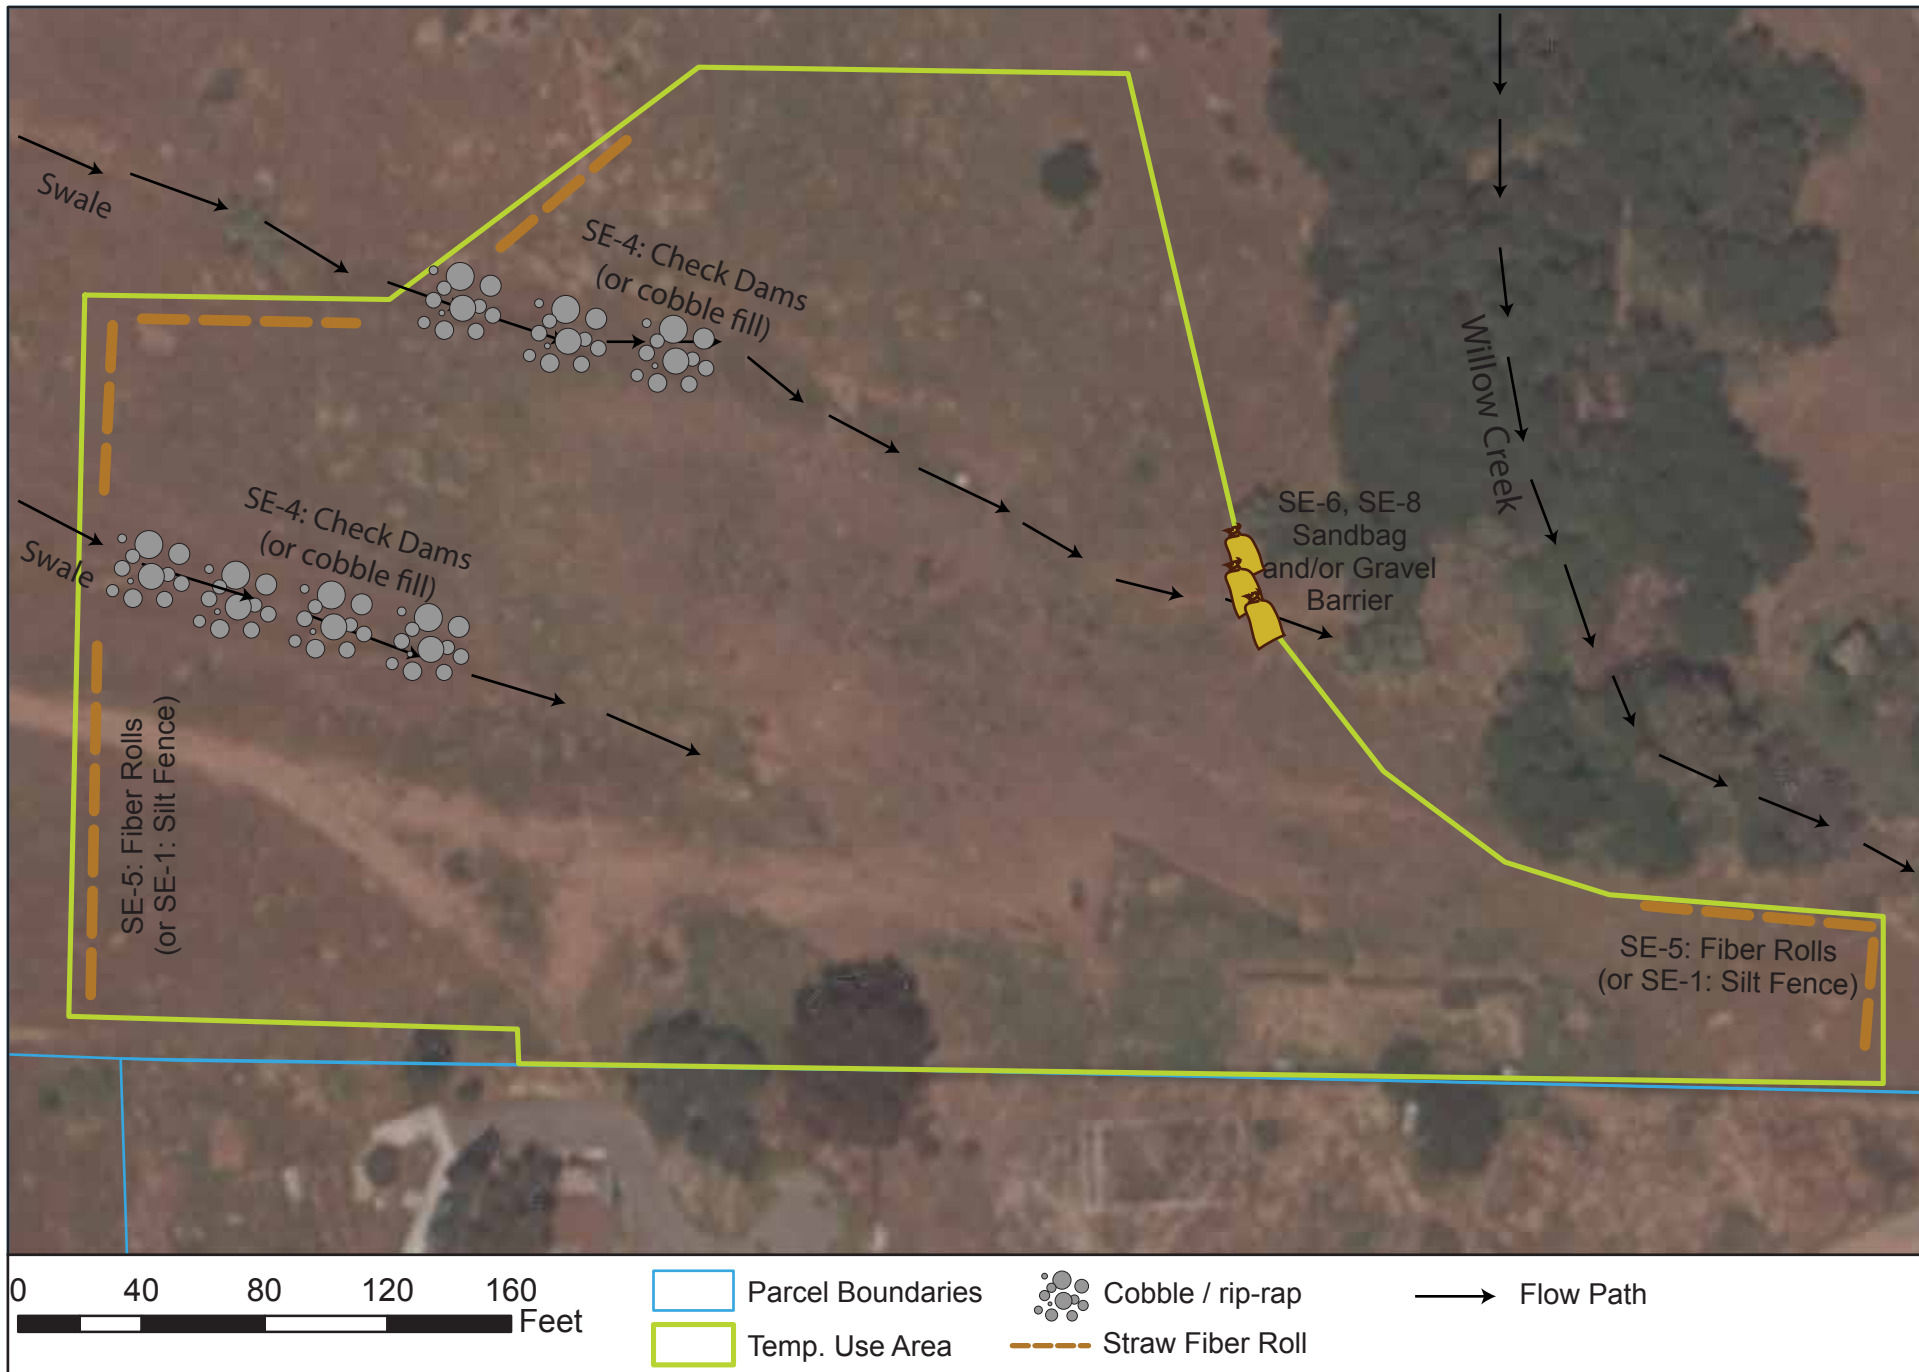 Swale
SE-4: Check Dams
(or cobble fill)
Willow Creek
SE-4: Check Dams
(or cobble fill)
Swale
SE-6, SE-8
Sandbag
and/or Gravel
Barrier
SE-5: Fiber Rolls
(or SE-1: Silt Fence)
SE-5: Fiber Rolls
(or SE-1: Silt Fence)
0 40 80 120 160
Feet
Parcel Boundaries
Cobble / rip-rap
Flow Path
Temp. Use Area
Straw Fiber Roll